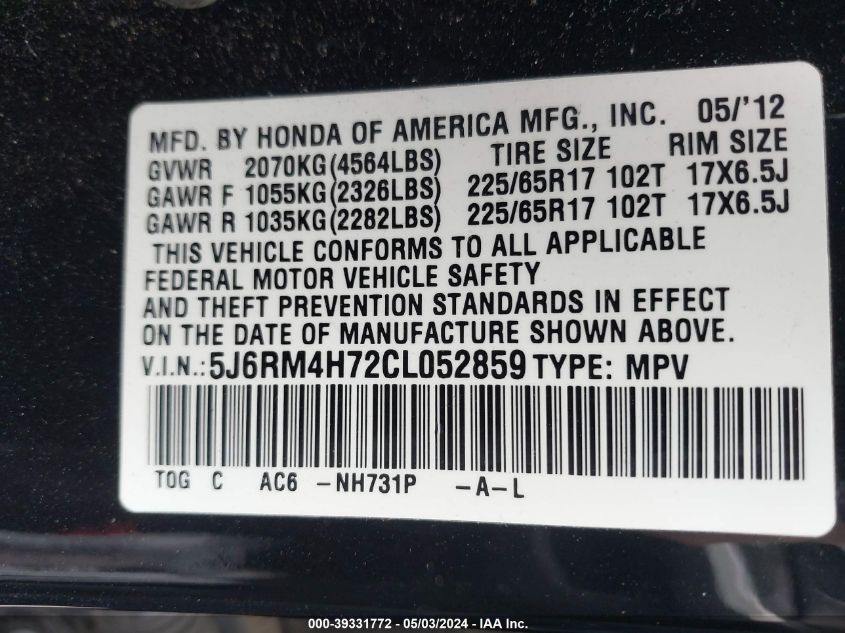 MFD. BY HONDA OF AMERICA MFG., INC. 05/'12
GVWR 2070KG(4564LBS) TIRE SIZE RIM SIZE
GAWR F 1055KG(2326LBS) 225/65R17 102T 17X6.5J
GAWR R 1035KG(2282LBS) 225/65R17 102T 17X6.5J
THIS VEHICLE CONFORMS TO ALL APPLICABLE
FEDERAL MOTOR VEHICLE SAFETY
AND THEFT PREVENTION STANDARDS IN EFFECT
ON THE DATE OF MANUFACTURE SHOWN ABOVE.
V.I.N.:5J6RM4H72CL052859 TYPE: MPV
TOG C AC6 -NH731P -A-L
000-39331772 - 05/03/2024 - IAA Inc.